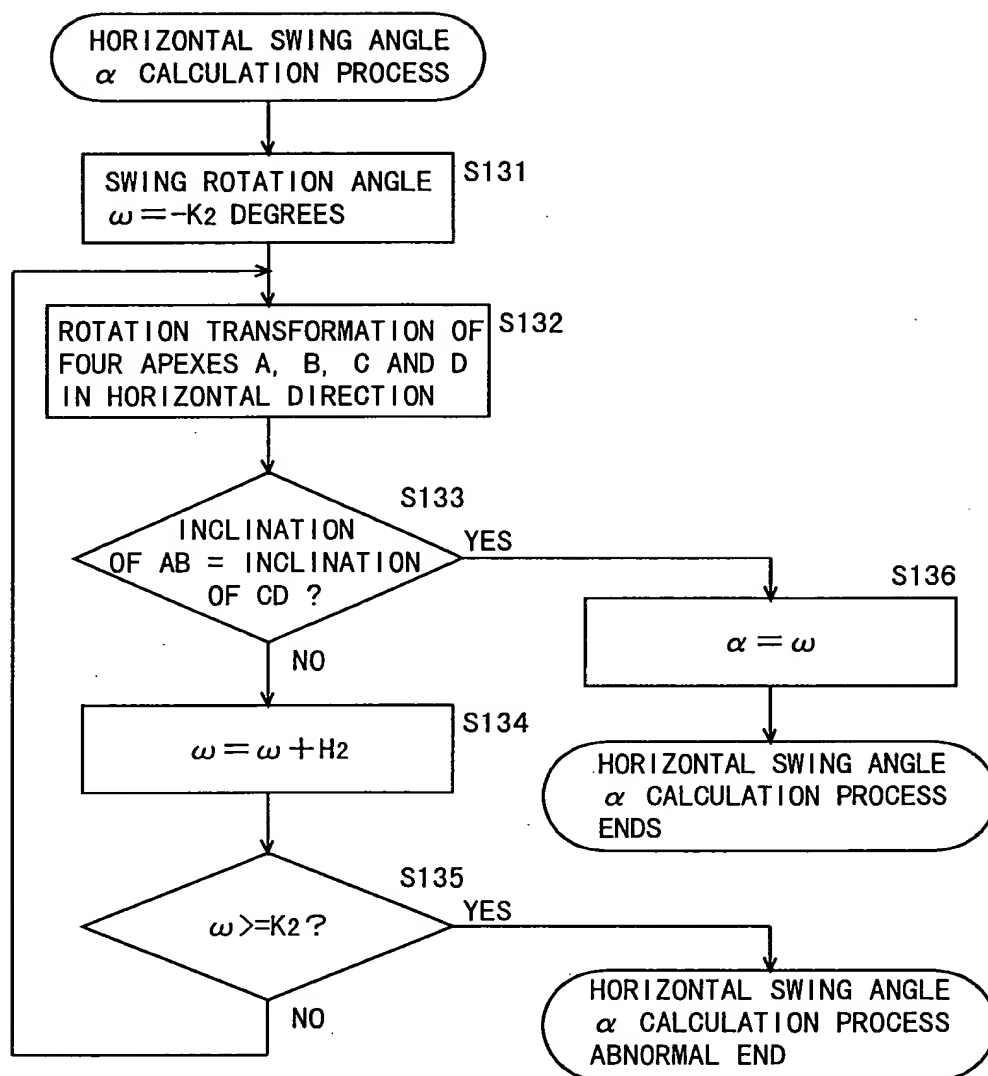 HORIZONTAL SWING ANGLE
α CALCULATION PROCESS
S131
SWING ROTATION ANGLE
ω=-K2 DEGREES
S132
ROTATION TRANSFORMATION OF
FOUR APEXES A, B, C AND D
IN HORIZONTAL DIRECTION
S133
INCLINATION
OF AB = INCLINATION
OF CD ?
YES
NO
S136
α=ω
HORIZONTAL SWING ANGLE
α CALCULATION PROCESS
ENDS
S134
ω=ω+H2
S135
ω>=K2?
YES
NO
HORIZONTAL SWING ANGLE
α CALCULATION PROCESS
ABNORMAL END